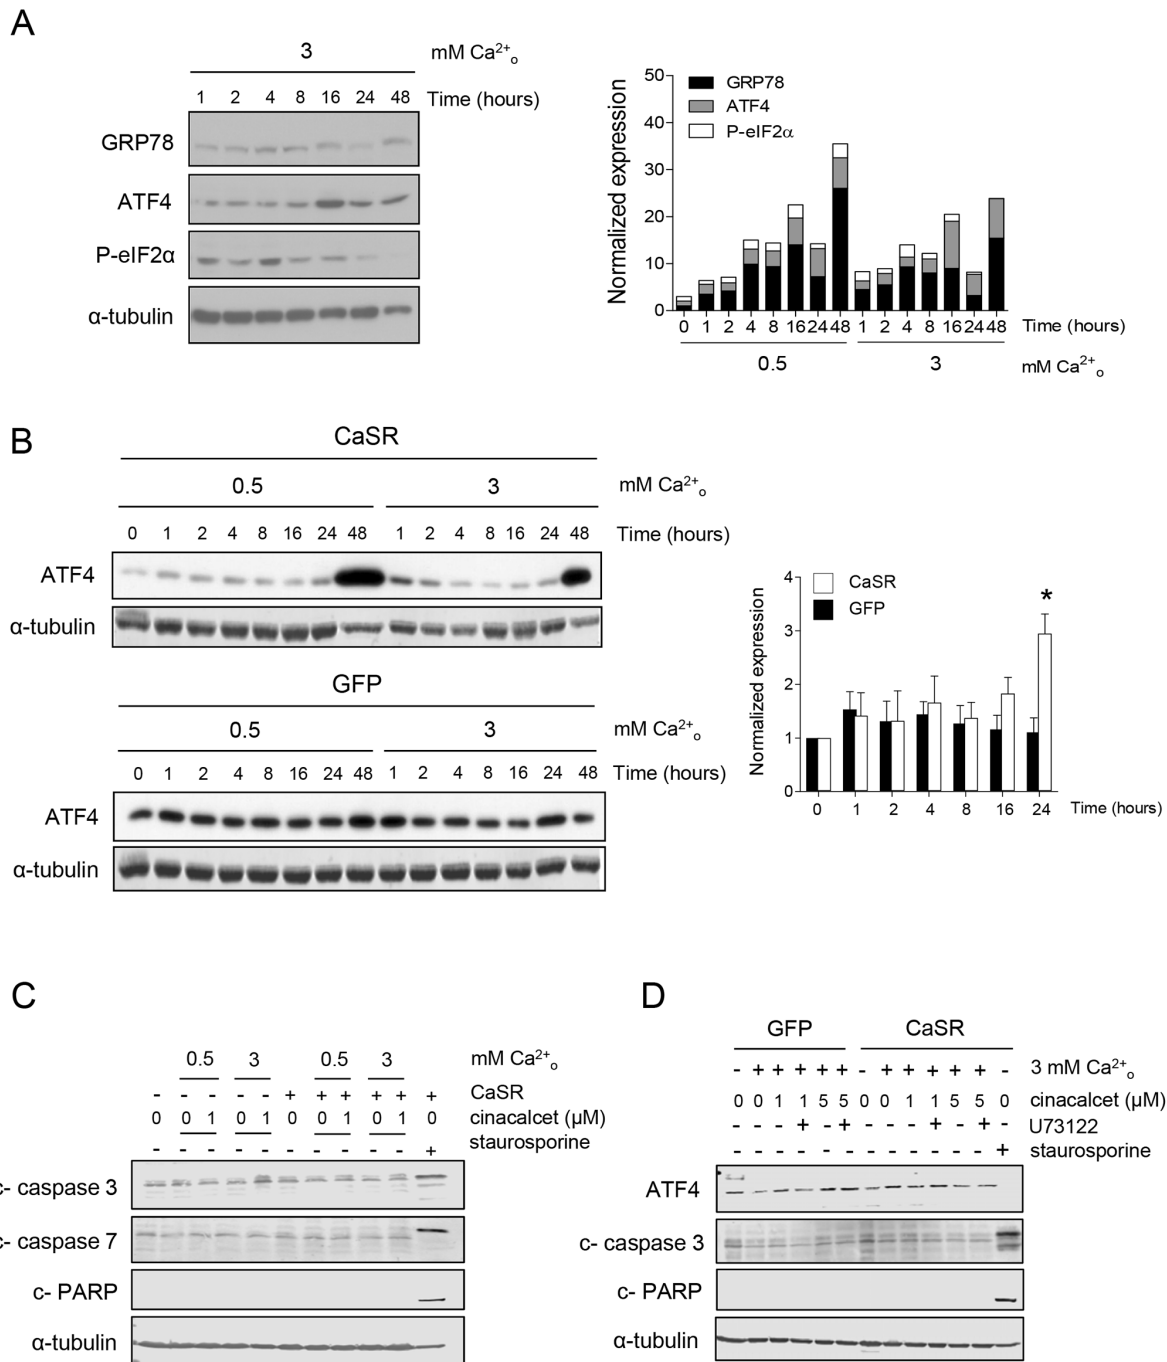 A
3 mM Ca²⁺ₒ
1 2 4 8 16 24 48 Time (hours)
GRP78
ATF4
P-eIF2α
α-tubulin
Normalized expression
50
40
30
20
10
0
GRP78
ATF4
P-eIF2α
0 1 2 4 8 16 24 48 1 2 4 8 16 24 48 Time (hours)
0.5 3 mM Ca²⁺ₒ
B
CaSR
0.5 3 mM Ca²⁺ₒ
0 1 2 4 8 16 24 48 1 2 4 8 16 24 48 Time (hours)
ATF4
α-tubulin
GFP
0.5 3 mM Ca²⁺ₒ
0 1 2 4 8 16 24 48 1 2 4 8 16 24 48 Time (hours)
ATF4
α-tubulin
Normalized expression
4
3
2
1
0
CaSR
GFP
*
0 1 2 4 8 16 24 Time (hours)
C
0.5 3 0.5 3 mM Ca²⁺ₒ
- - - - - + + + + + + CaSR
0 0 1 0 1 0 0 1 0 1 0 cinacalcet (µM)
- - - - - - - - - - + staurosporine
c- caspase 3
c- caspase 7
c- PARP
α-tubulin
D
GFP CaSR
- + + + + + - + + + + + - 3 mM Ca²⁺ₒ
0 0 1 1 5 5 0 0 1 1 5 5 0 cinacalcet (µM)
- - - + - + - - - + - + - U73122
- - - - - - - - - - - - + staurosporine
ATF4
c- caspase 3
c- PARP
α-tubulin